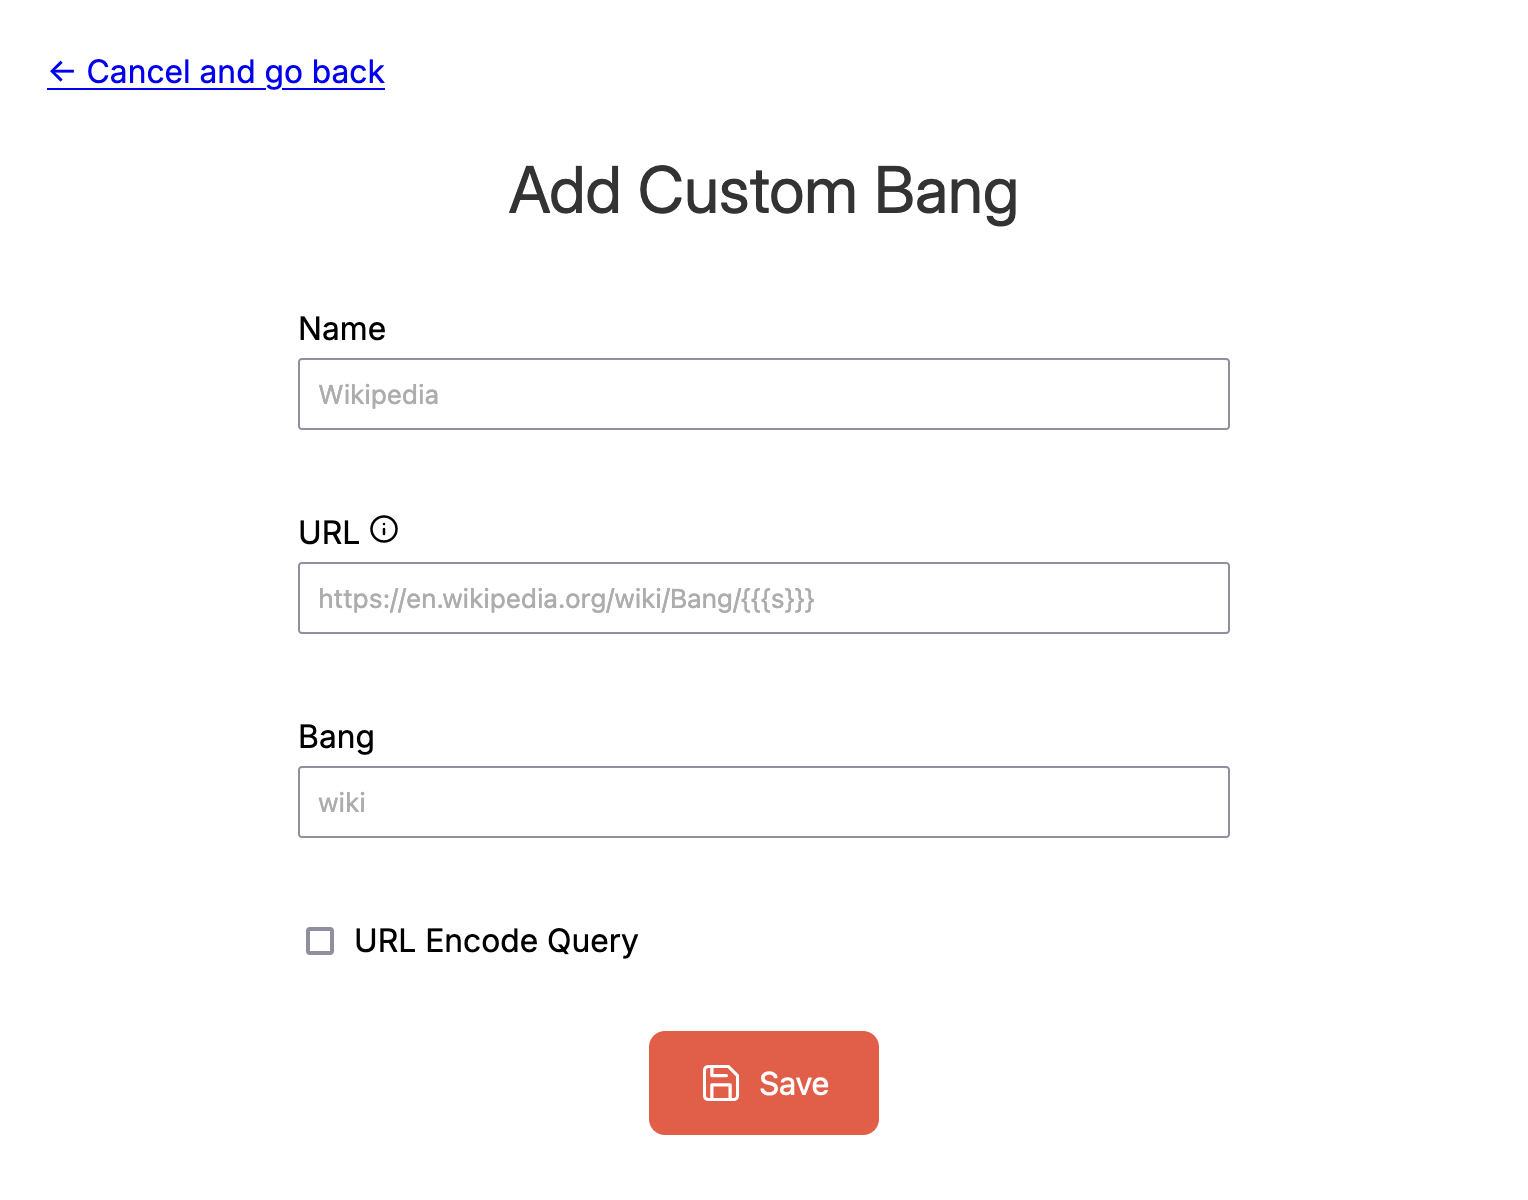 ← Cancel and go back
Add Custom Bang
Name
Wikipedia
URL
https://en.wikipedia.org/wiki/Bang/{{{s}}}
Bang
wiki
URL Encode Query
Save